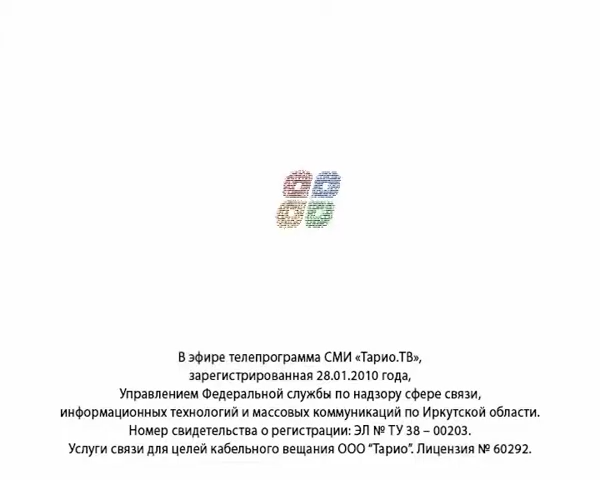 В эфире телепрограмма СМИ «Тарио.ТВ»,
зарегистрированная 28.01.2010 года,
Управлением Федеральной службы по надзору сфере связи,
информационных технологий и массовых коммуникаций по Иркутской области.
Номер свидетельства о регистрации: ЭЛ № ТУ 38 – 00203.
Услуги связи для целей кабельного вещания ООО “Тарио”. Лицензия № 60292.